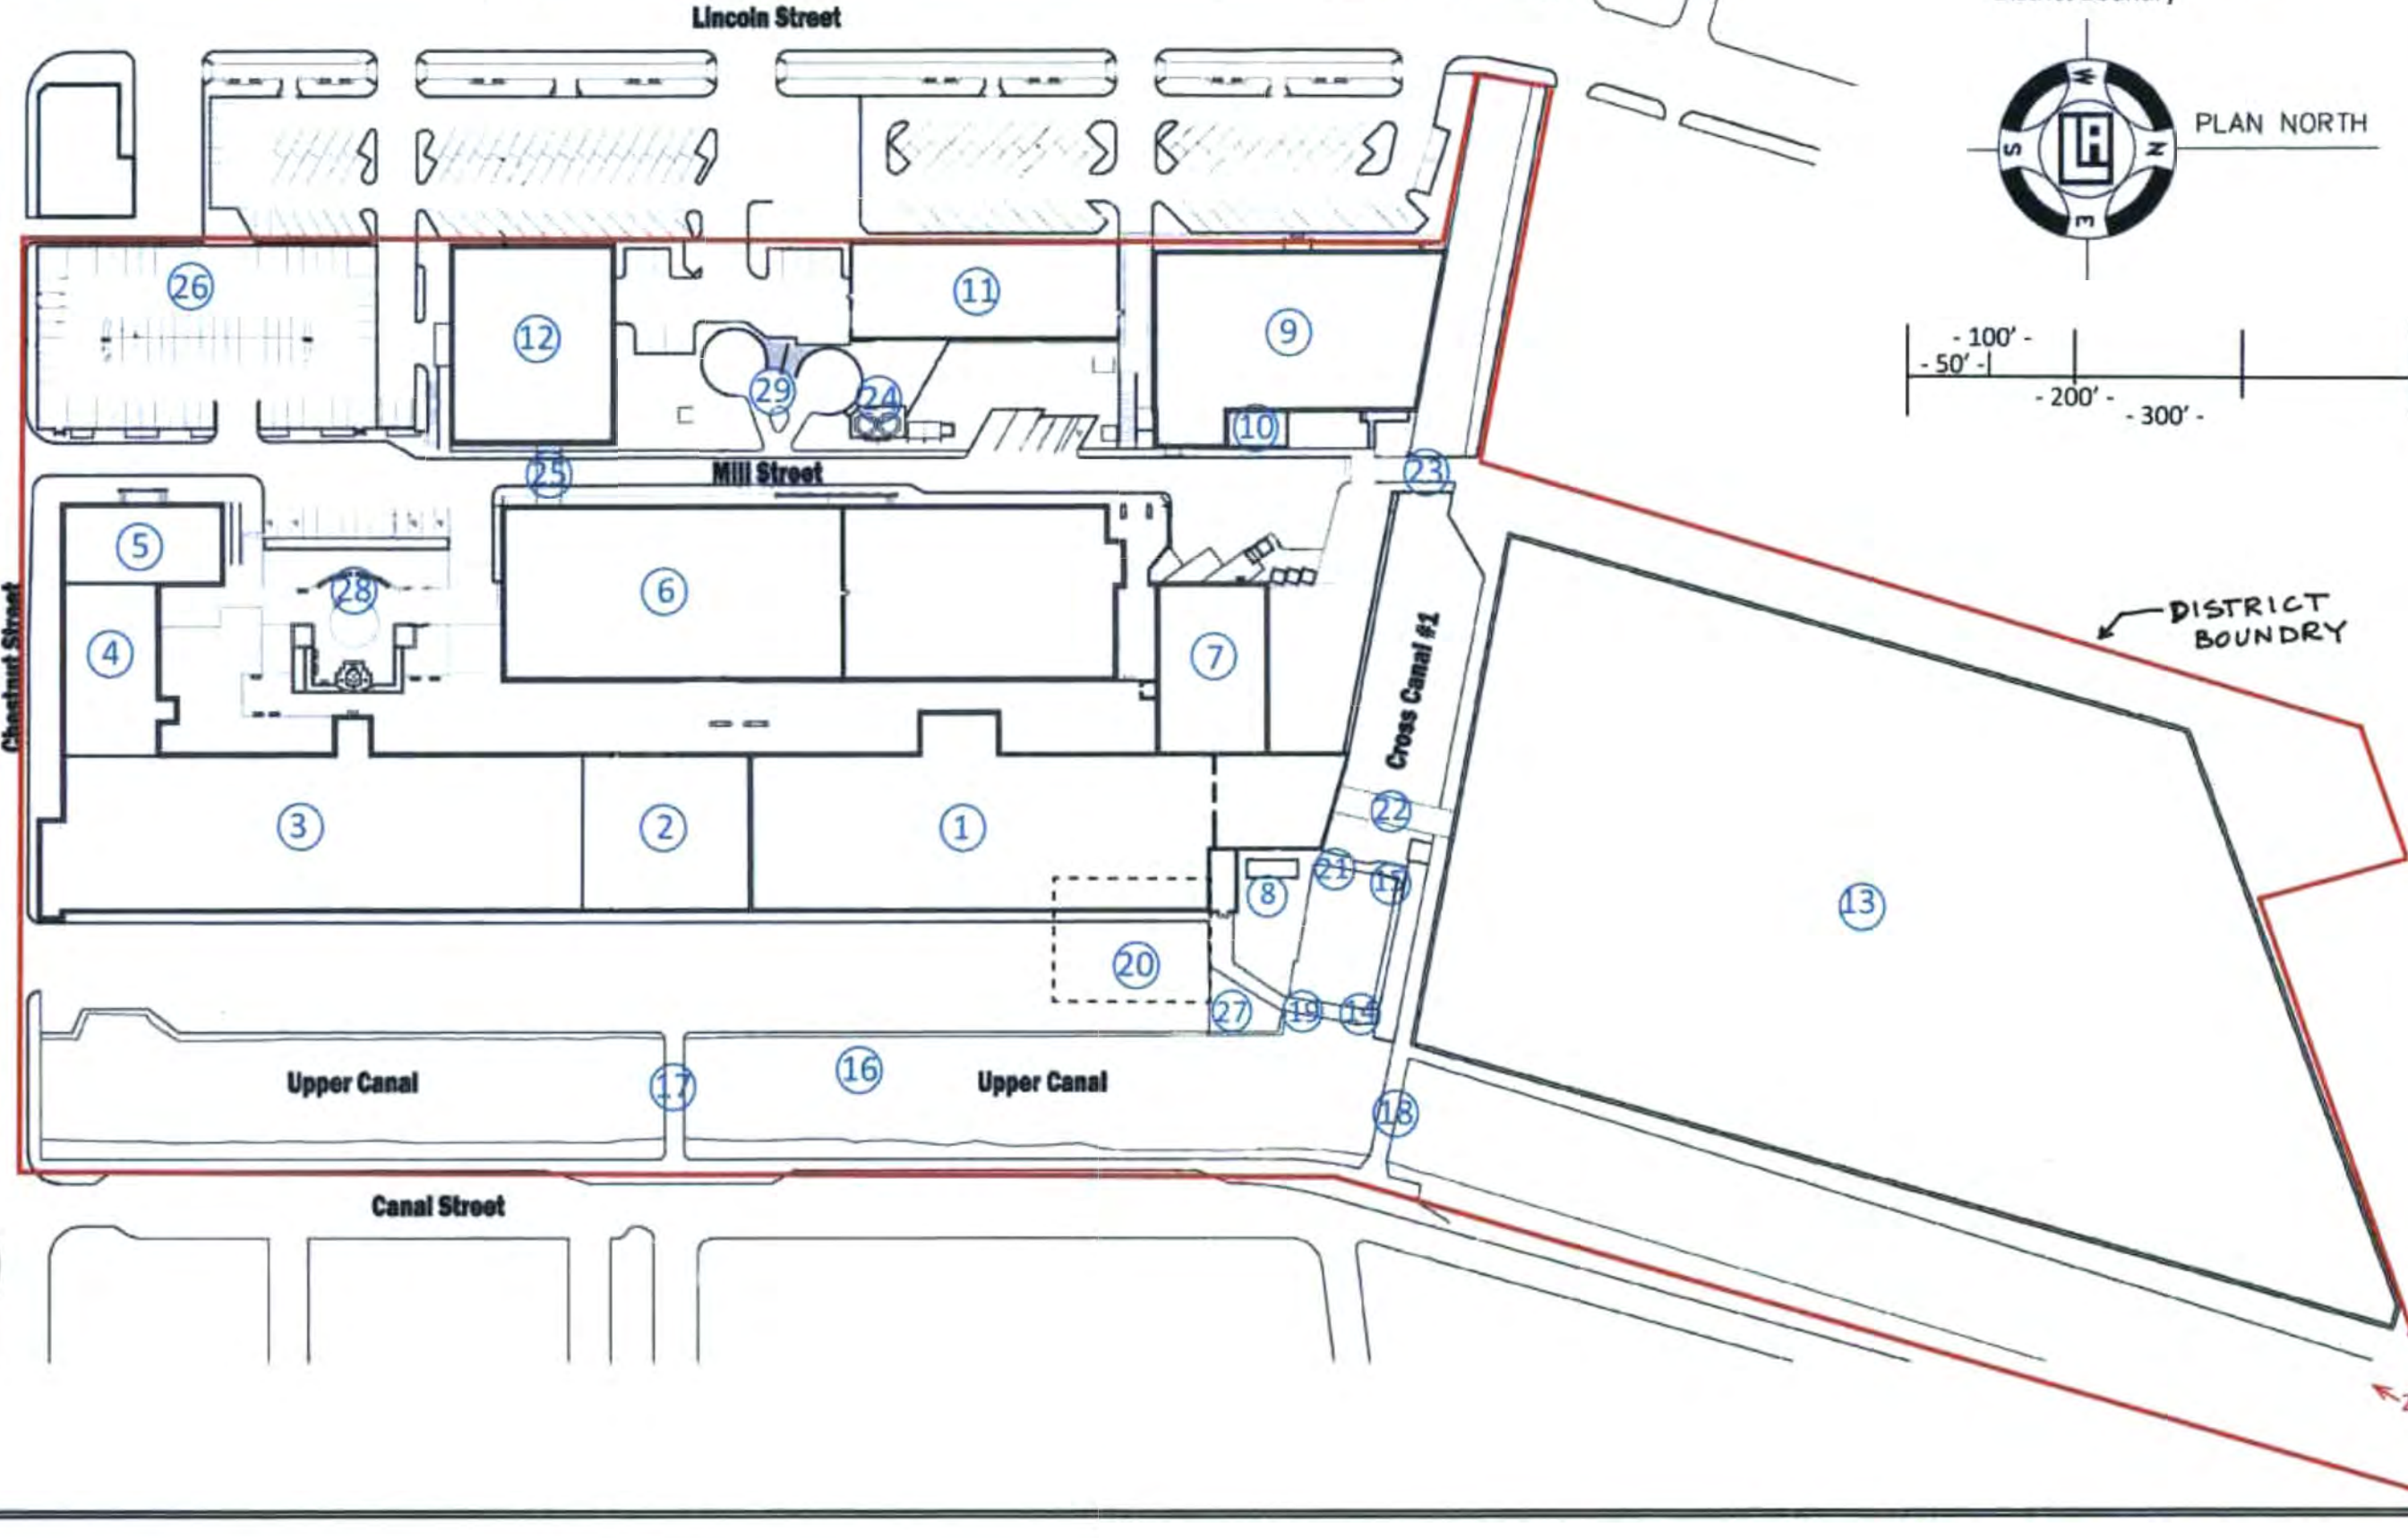 Lincoln Street
W
S
N
E
PLAN NORTH
- 100' -
- 50' -
- 200' -
- 300' -
26
12
11
9
29
24
10
25
Mill Street
23
5
28
6
4
7
Cross Canal #1
DISTRICT
BOUNDRY
Chestnut Street
3
2
1
22
21
15
8
13
20
27
19
14
Upper Canal
17
16
Upper Canal
18
Canal Street